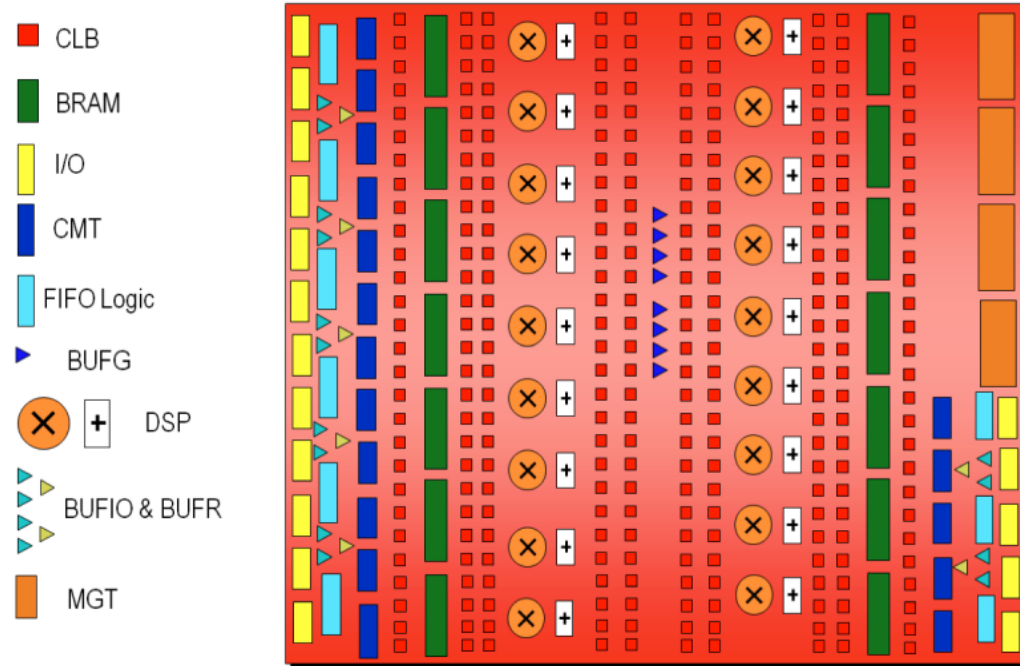 CLB
BRAM
I/O
CMT
FIFO Logic
BUFG
DSP
BUFIO & BUFR
MGT